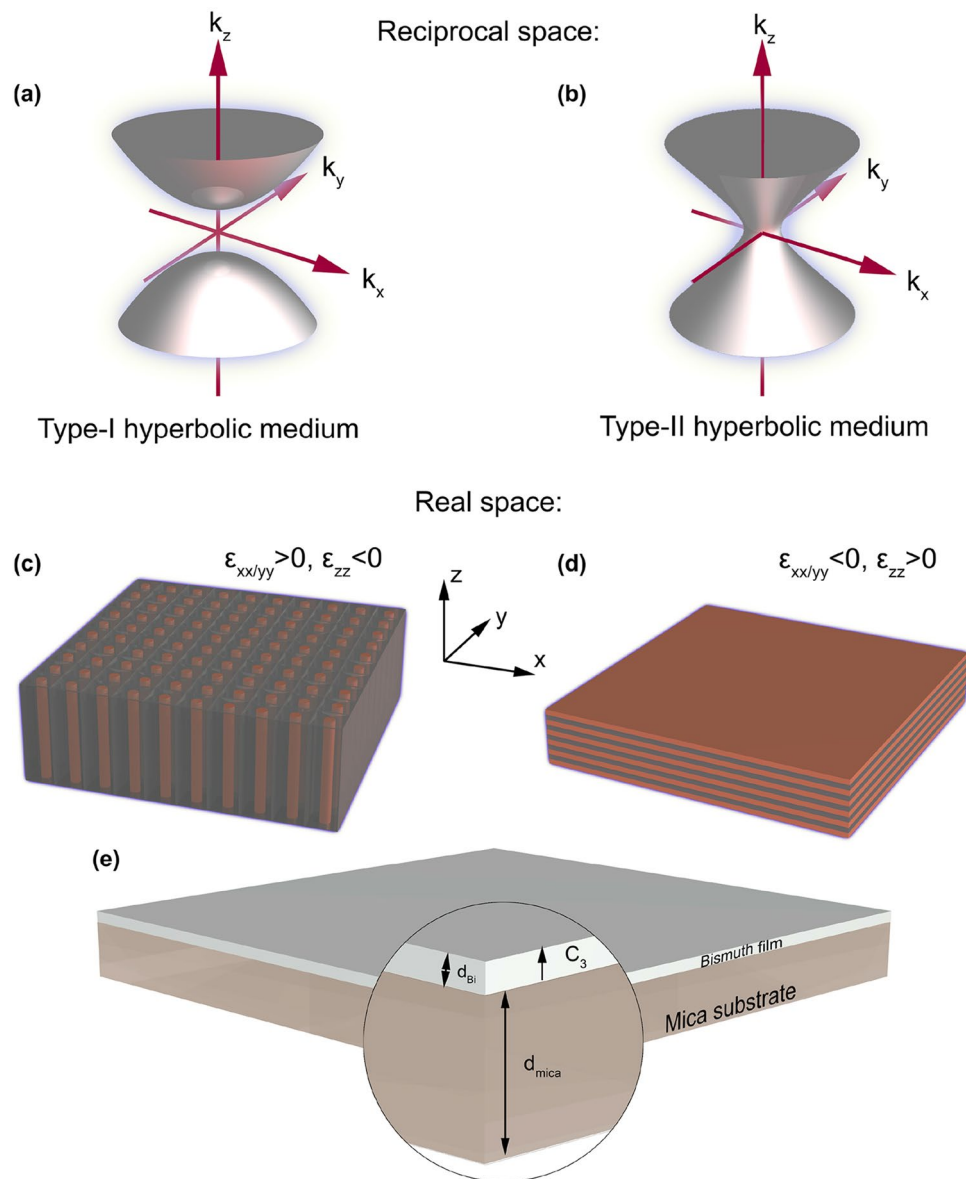 Reciprocal space:
(a)
k_z
k_y
k_x
Type-I hyperbolic medium
(b)
k_z
k_y
k_x
Type-II hyperbolic medium
Real space:
(c)
ε_xx/yy>0, ε_zz<0
z
y
x
(d)
ε_xx/yy<0, ε_zz>0
(e)
d_Bi
C_3
Bismuth film
Mica substrate
d_mica